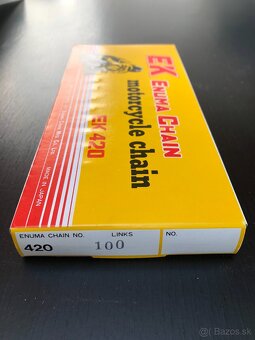 EK ENUMA CHAIN
motorcycle chain
EK 420
MADE IN JAPAN
ENUMA CHAIN NO.
LINKS
NO.
420
100
Bazos.sk